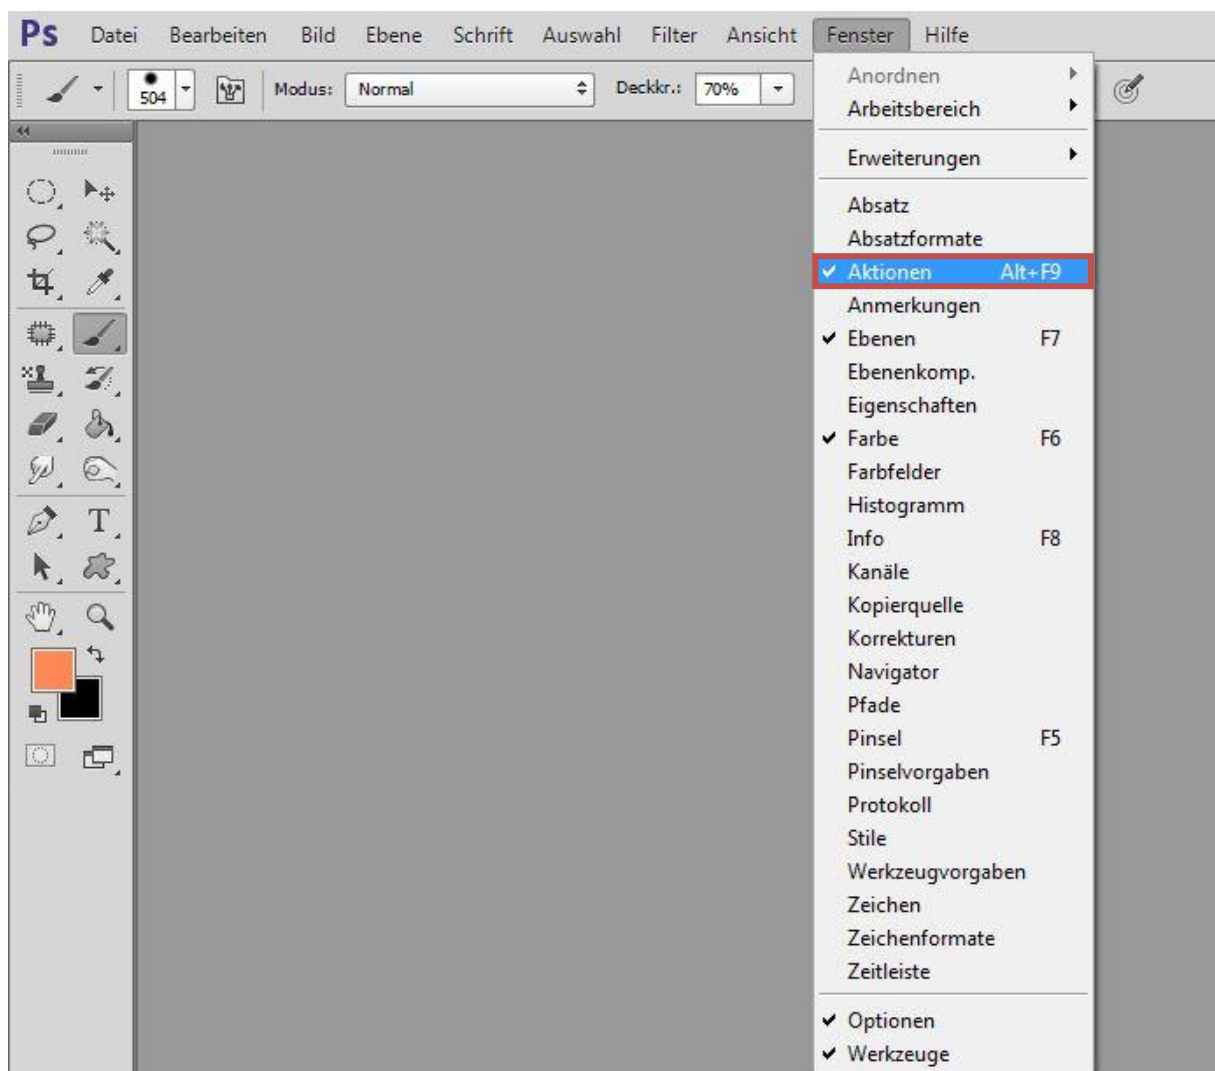 Ps Datei Bearbeiten Bild Ebene Schrift Auswahl Filter Ansicht Fenster Hilfe
504 Modus: Normal Deckkr.: 70%
Anordnen
Arbeitsbereich
Erweiterungen
Absatz
Absatzformate
Aktionen Alt+F9
Anmerkungen
Ebenen F7
Ebenenkomp.
Eigenschaften
Farbe F6
Farbfelder
Histogramm
Info F8
Kanäle
Kopierquelle
Korrekturen
Navigator
Pfade
Pinsel F5
Pinselvorgaben
Protokoll
Stile
Werkzeugvorgaben
Zeichen
Zeichenformate
Zeitleiste
Optionen
Werkzeuge